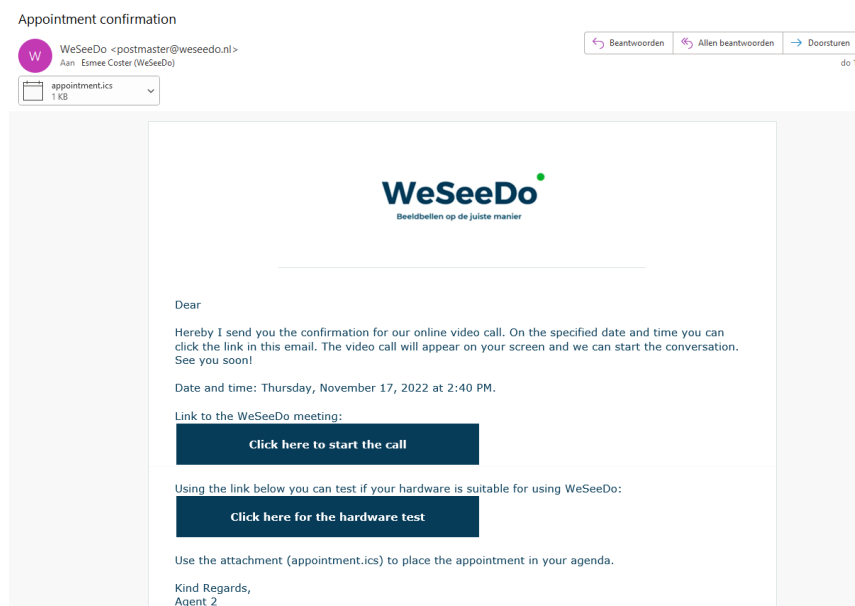 Appointment confirmation
W
WeSeeDo <postmaster@weseedo.nl>
Aan Esmee Coster (WeSeeDo)
Beantwoorden
Allen beantwoorden
Doorsturen
do
appointment.ics
1 KB
WeSeeDo
Beeldbellen op de juiste manier
Dear
Hereby I send you the confirmation for our online video call. On the specified date and time you can
click the link in this email. The video call will appear on your screen and we can start the conversation.
See you soon!
Date and time: Thursday, November 17, 2022 at 2:40 PM.
Link to the WeSeeDo meeting:
Click here to start the call
Using the link below you can test if your hardware is suitable for using WeSeeDo:
Click here for the hardware test
Use the attachment (appointment.ics) to place the appointment in your agenda.
Kind Regards,
Agent 2